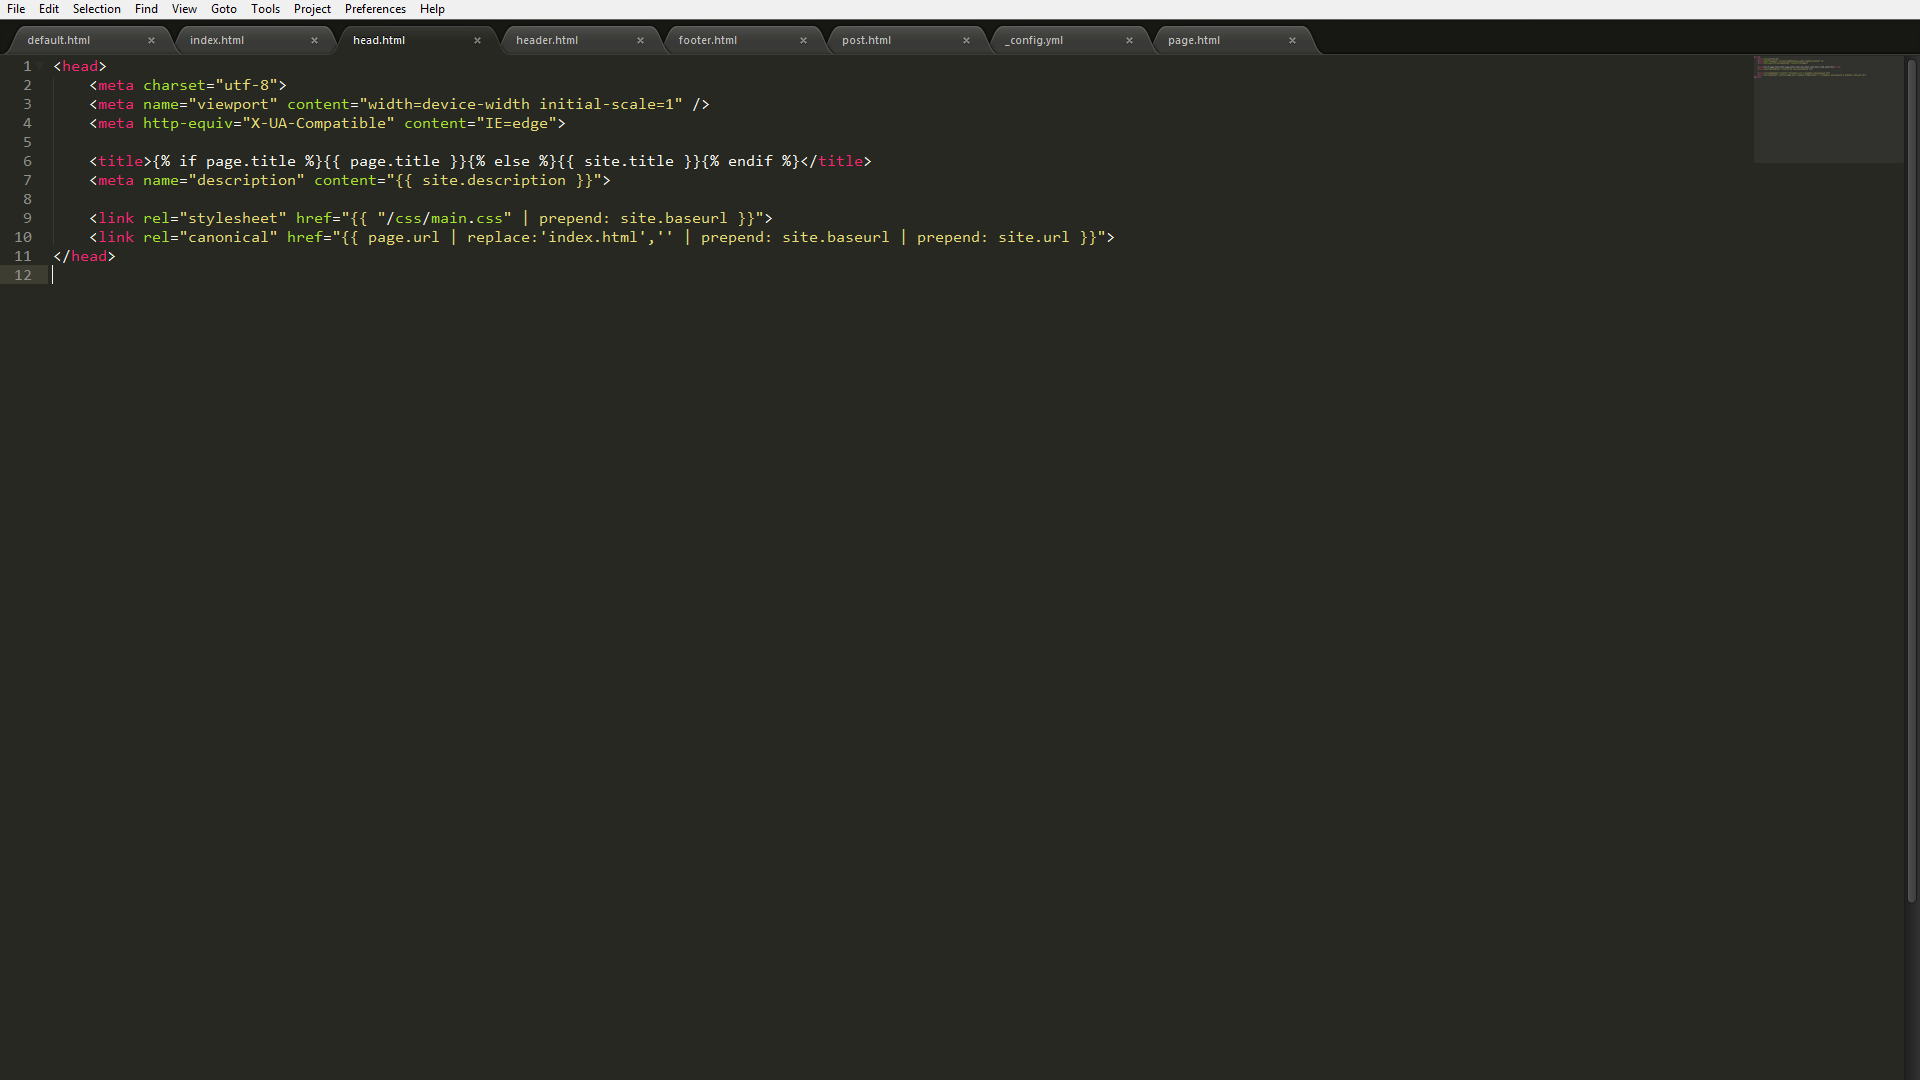 File Edit Selection Find View Goto Tools Project Preferences Help
default.html × index.html × head.html × header.html × footer.html × post.html × _config.yml × page.html ×
1 <head>
2     <meta charset="utf-8">
3     <meta name="viewport" content="width=device-width initial-scale=1" />
4     <meta http-equiv="X-UA-Compatible" content="IE=edge">
5
6     <title>{% if page.title %}{{ page.title }}{% else %}{{ site.title }}{% endif %}</title>
7     <meta name="description" content="{{ site.description }}">
8
9     <link rel="stylesheet" href="{{ "/css/main.css" | prepend: site.baseurl }}">
10     <link rel="canonical" href="{{ page.url | replace:'index.html','' | prepend: site.baseurl | prepend: site.url }}">
11 </head>
12